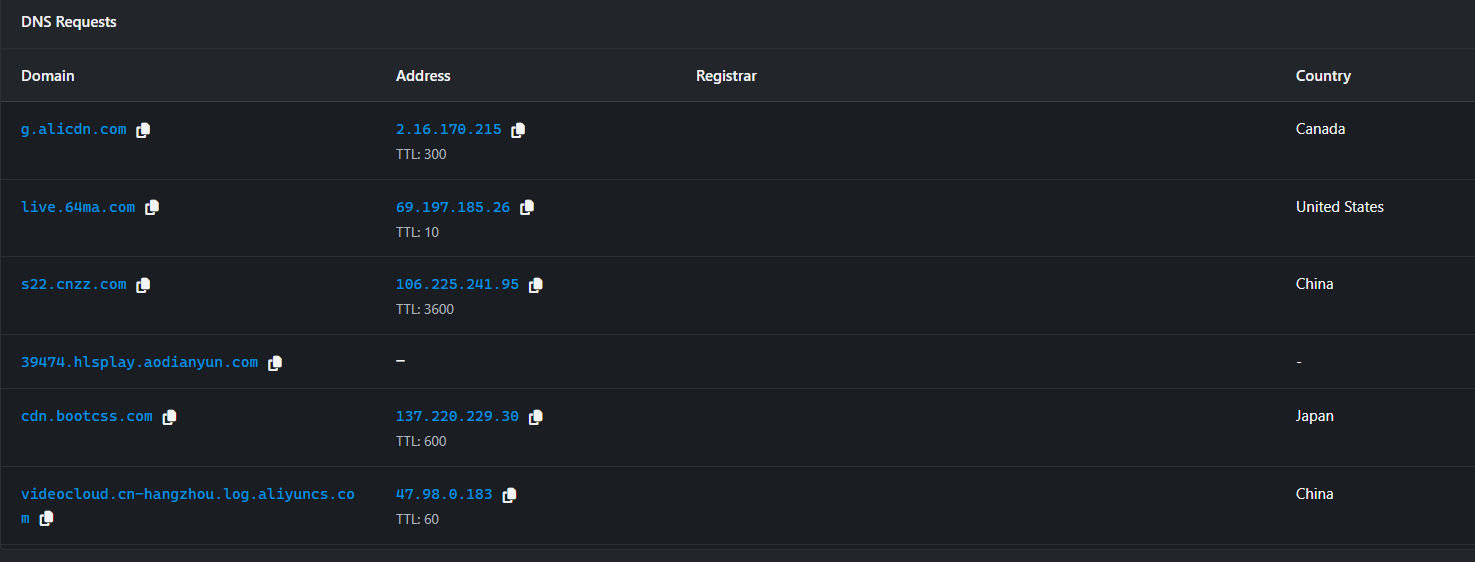 DNS Requests
Domain Address Registrar Country
g.alicdn.com 2.16.170.215 Canada
TTL: 300
live.64ma.com 69.197.185.26 United States
TTL: 10
s22.cnzz.com 106.225.241.95 China
TTL: 3600
39474.hlsplay.aodianyun.com – -
cdn.bootcss.com 137.220.229.30 Japan
TTL: 600
videocloud.cn-hangzhou.log.aliyuncs.co 47.98.0.183 China
m TTL: 60